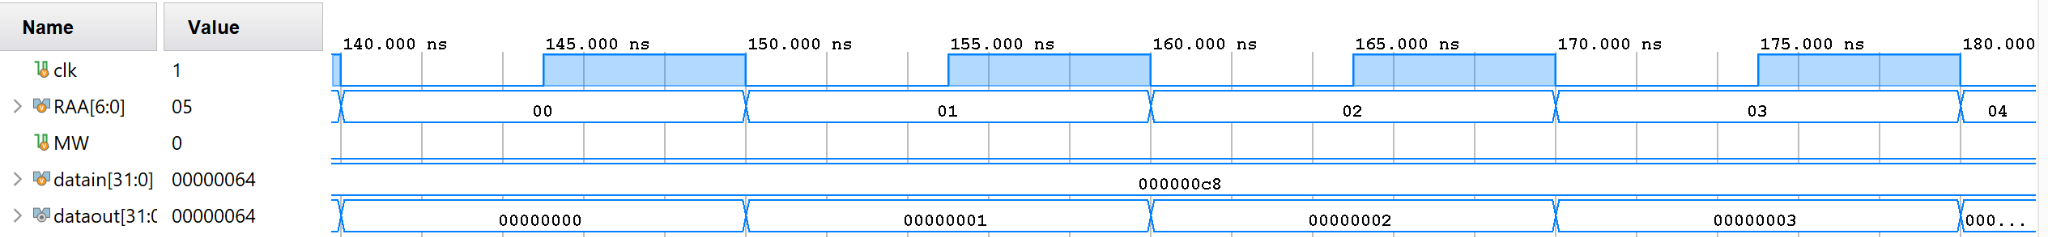 Name Value
140.000 ns 145.000 ns 150.000 ns 155.000 ns 160.000 ns 165.000 ns 170.000 ns 175.000 ns 180.000
clk 1
RAA[6:0] 05 00 01 02 03 04
MW 0
datain[31:0] 00000064 000000c8
dataout[31:0 00000064 00000000 00000001 00000002 00000003 000...